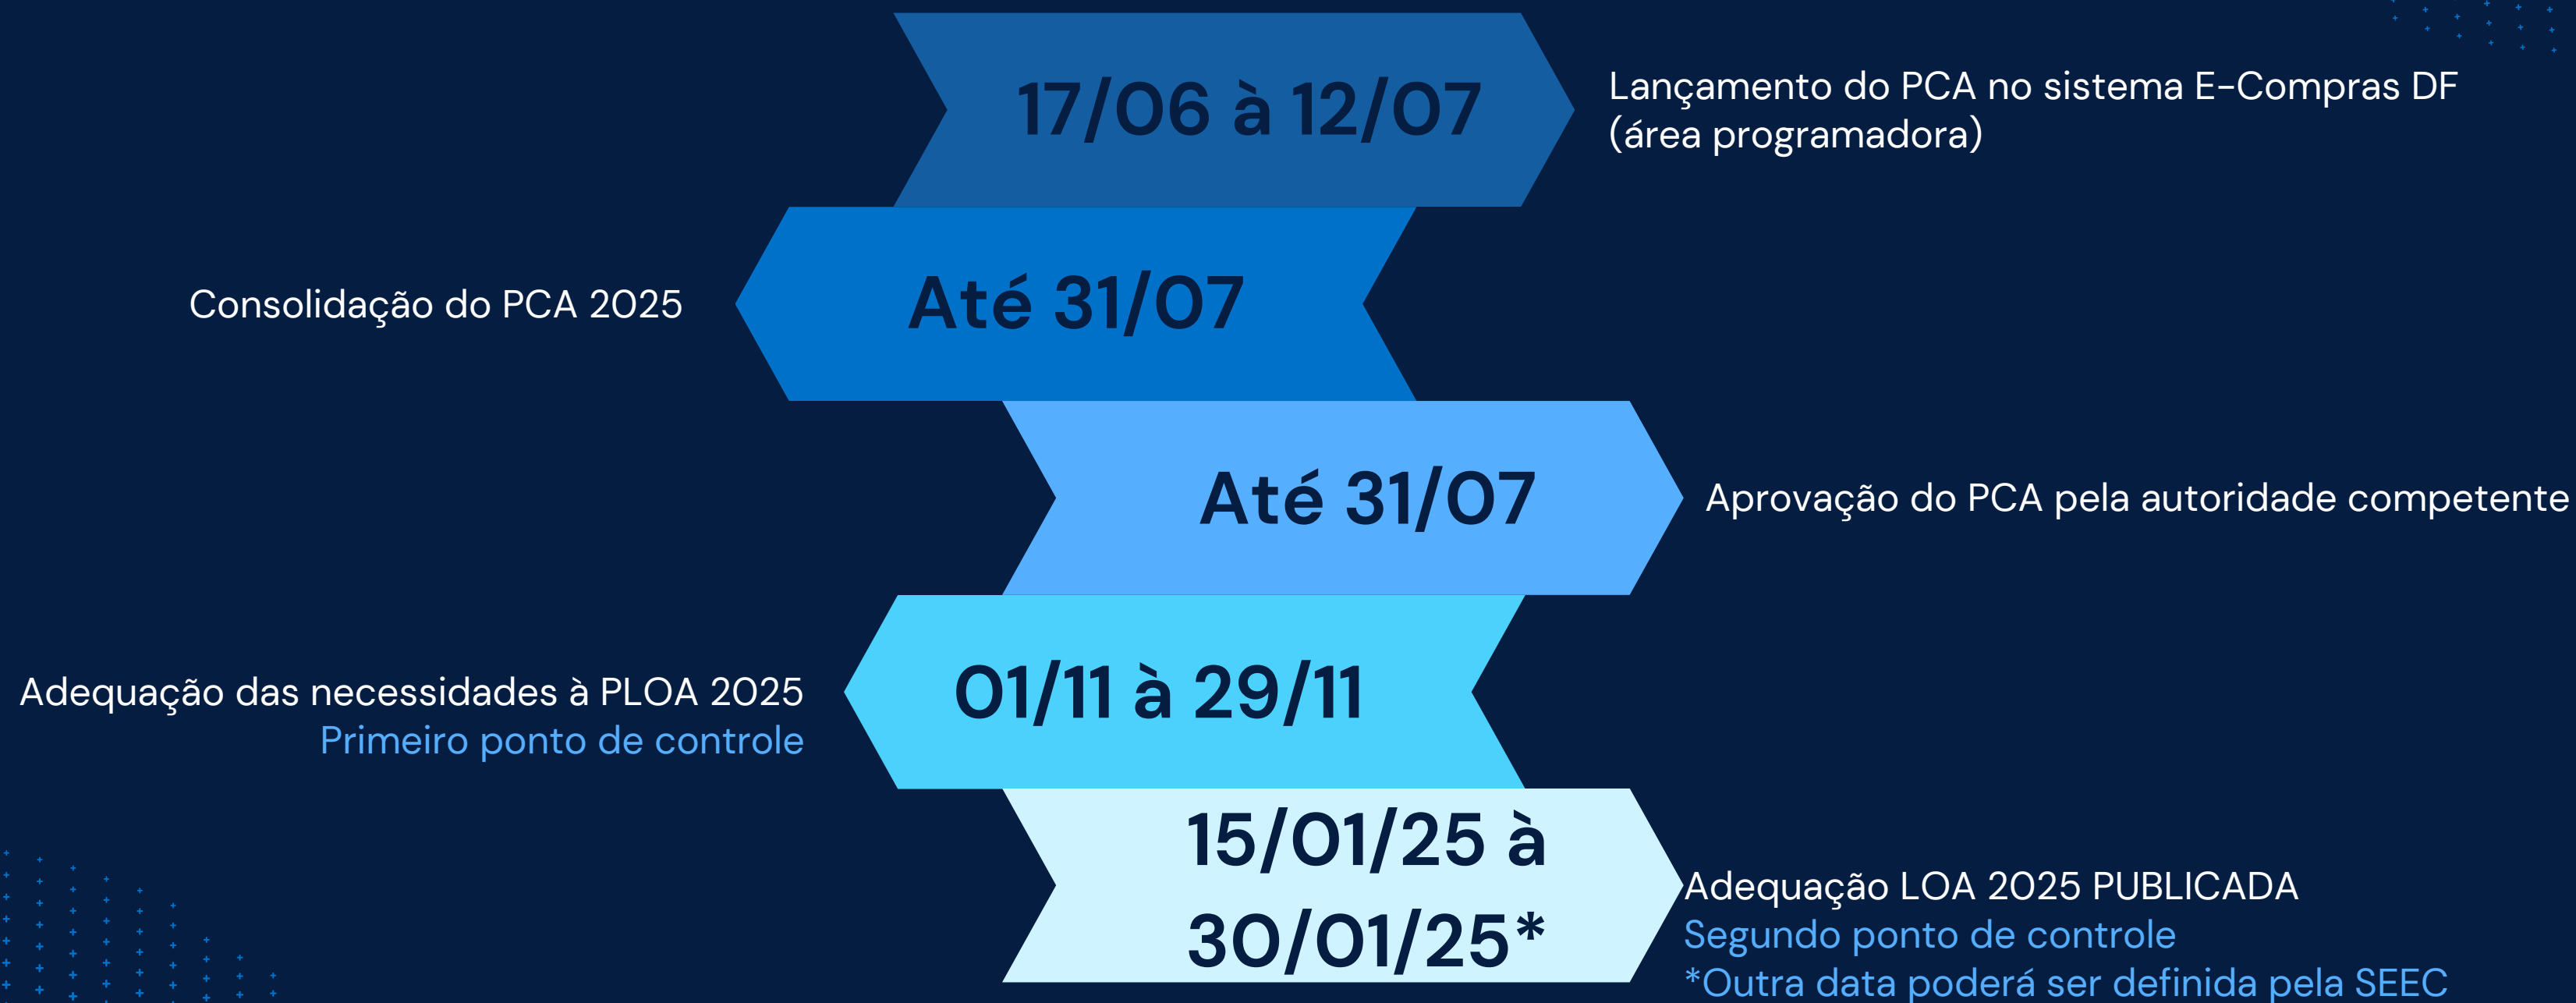 17/06 à 12/07
Lançamento do PCA no sistema E-Compras DF
(área programadora)
Consolidação do PCA 2025
Até 31/07
Até 31/07
Aprovação do PCA pela autoridade competente
Adequação das necessidades à PLOA 2025
Primeiro ponto de controle
01/11 à 29/11
15/01/25 à
30/01/25*
Adequação LOA 2025 PUBLICADA
Segundo ponto de controle
*Outra data poderá ser definida pela SEEC